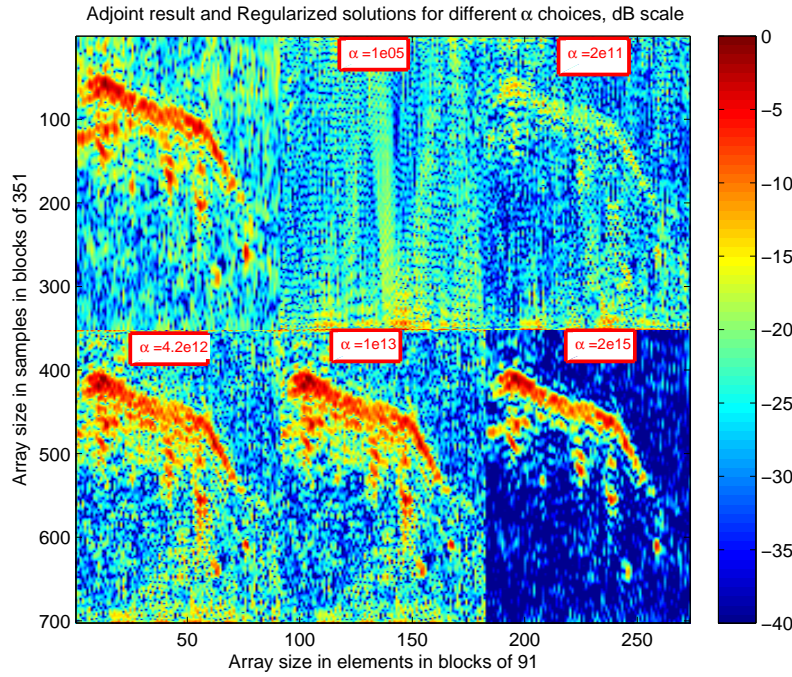 Adjoint result and Regularized solutions for different α choices, dB scale
α =1e05
α =2e11
α =4.2e12
α =1e13
α =2e15
Array size in samples in blocks of 351
100
200
300
400
500
600
700
50
100
150
200
250
Array size in elements in blocks of 91
0
−5
−10
−15
−20
−25
−30
−35
−40